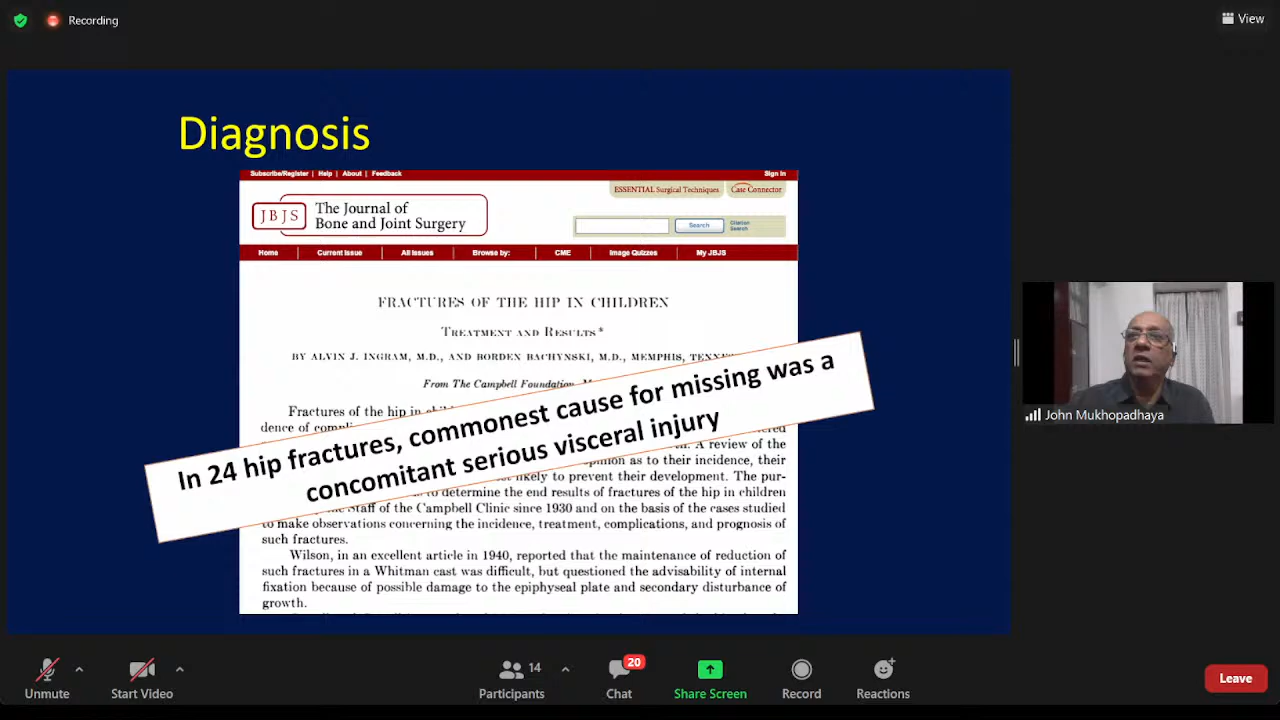 Recording
View
Diagnosis
Subscribe/Register | Help | About | Feedback
Sign In
ESSENTIAL Surgical Techniques
Case Connector
JBJS
The Journal of
Bone and Joint Surgery
Search
Citation
Search
Home
Current Issue
All Issues
Browse by:
CME
Image Quizzes
My JBJS
FRACTURES OF THE HIP IN CHILDREN
TREATMENT AND RESULTS*
BY ALVIN J. INGRAM, M.D., AND BORDEN BACHYNSKI, M.D., MEMPHIS,
From The Campbell Foundation,
Fractures of the hip in
dence of
In 24 hip fractures, commonest cause for missing was a
concomitant serious visceral injury
A review of the
as to their incidence, their
likely to prevent their development. The pur-
to determine the end results of fractures of the hip in children
Staff of the Campbell Clinic since 1930 and on the basis of the cases studied
to make observations concerning the incidence, treatment, complications, and prognosis of
such fractures.
Wilson, in an excellent article in 1940, reported that the maintenance of reduction of
such fractures in a Whitman cast was difficult, but questioned the advisability of internal
fixation because of possible damage to the epiphyseal plate and secondary disturbance of
growth.
John Mukhopadhaya
Unmute
Start Video
14
Participants
20
Chat
Share Screen
Record
Reactions
Leave